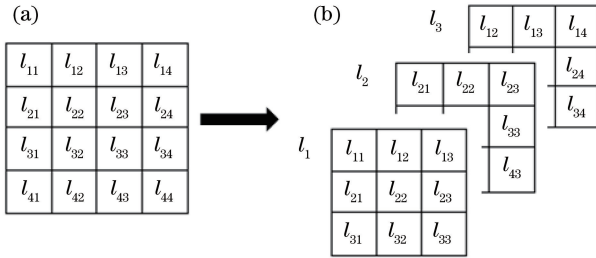 (a)
l₁₁ l₁₂ l₁₃ l₁₄
l₂₁ l₂₂ l₂₃ l₂₄
l₃₁ l₃₂ l₃₃ l₃₄
l₄₁ l₄₂ l₄₃ l₄₄
(b)
l₃
l₁₂ l₁₃ l₁₄
l₂₄
l₃₄
l₂
l₂₁ l₂₂ l₂₃
l₃₃
l₄₃
l₁
l₁₁ l₁₂ l₁₃
l₂₁ l₂₂ l₂₃
l₃₁ l₃₂ l₃₃